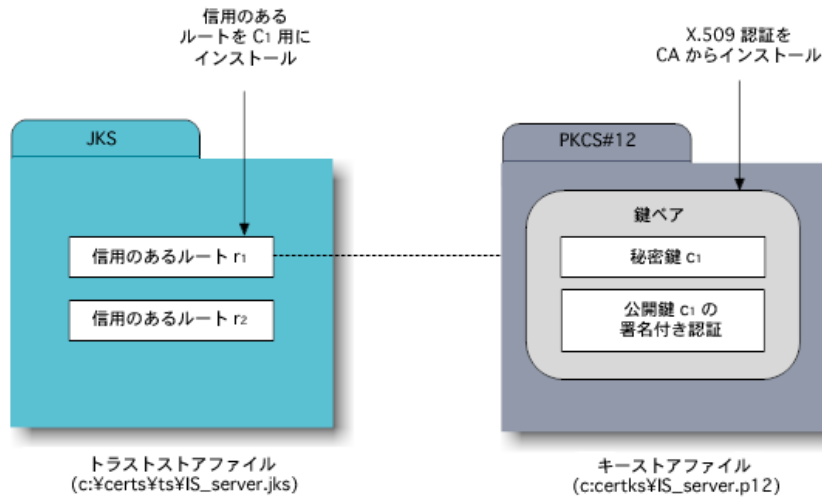 信用のある
ルートを C1 用に
インストール
X.509 認証を
CA からインストール
JKS
PKCS#12
鍵ペア
信用のあるルート r1
秘密鍵 c1
信用のあるルート r2
公開鍵 c1 の
署名付き認証
トラストストアファイル
(c:¥certs¥ts¥IS_server.jks)
キーストアファイル
(c:certks¥IS_server.p12)